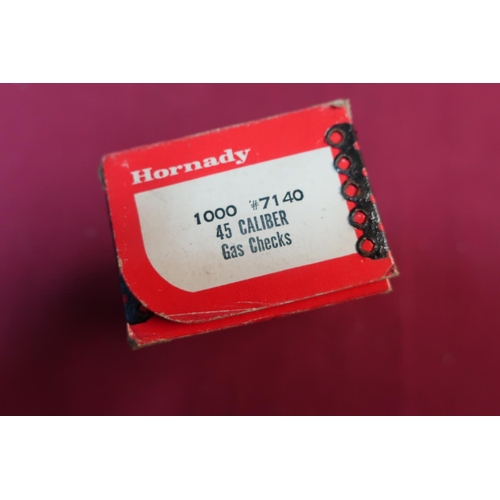 Hornady
1000 #7140
45 CALIBER
Gas Checks